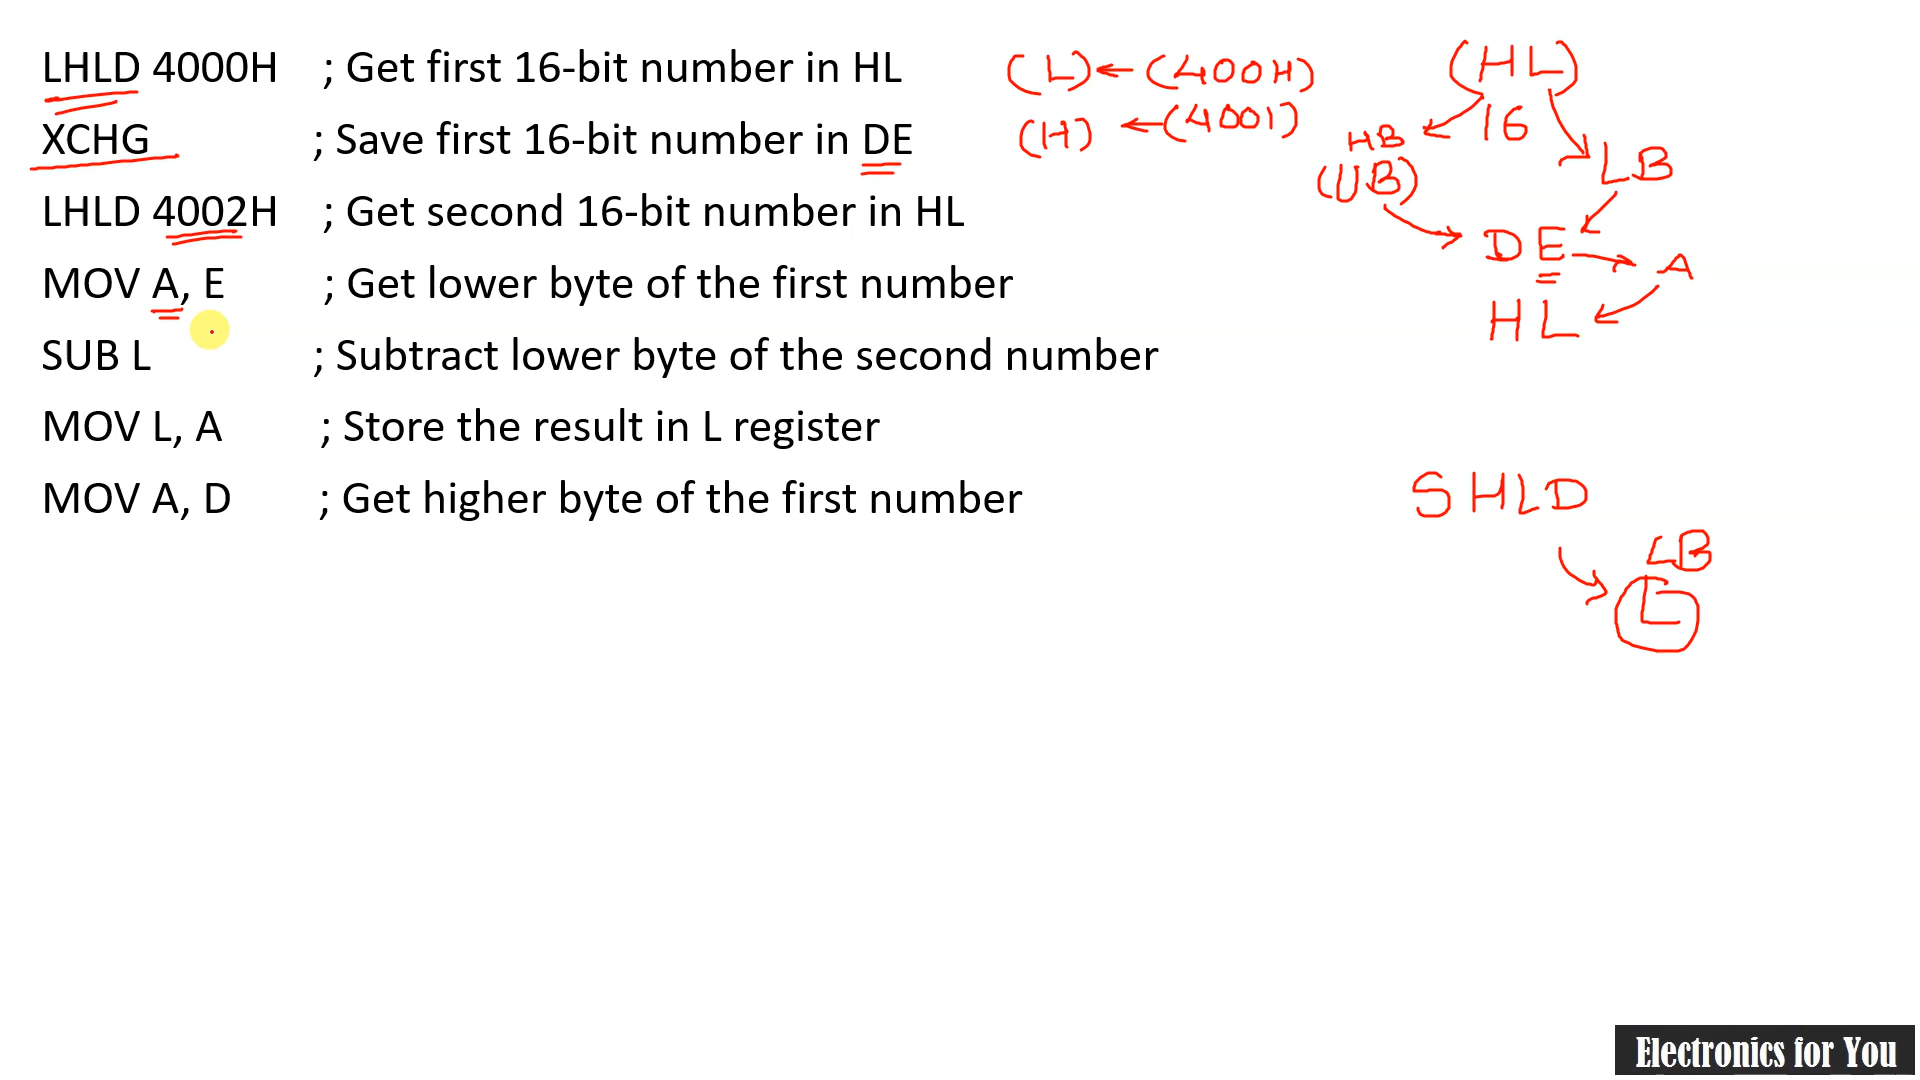 LHLD 4000H ; Get first 16-bit number in HL
XCHG ; Save first 16-bit number in DE
LHLD 4002H ; Get second 16-bit number in HL
MOV A, E ; Get lower byte of the first number
SUB L ; Subtract lower byte of the second number
MOV L, A ; Store the result in L register
MOV A, D ; Get higher byte of the first number
(L) ← (400H)
(H) ← (4001)
(HL)
16
HB
(UB)
LB
DE → A
HL
SHLD
LB
L
Electronics for You